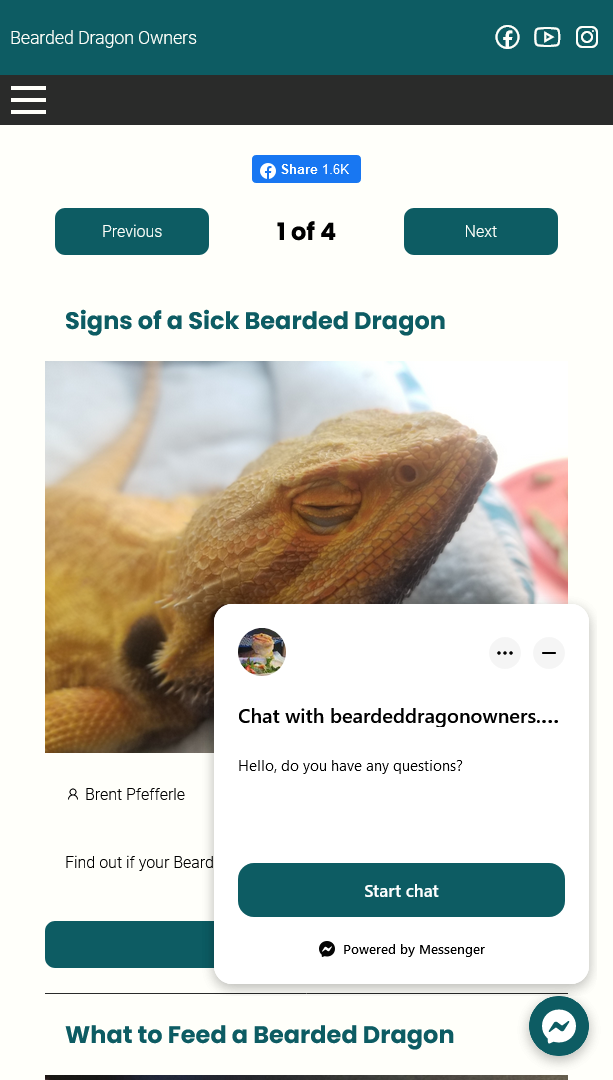 Bearded Dragon Owners
Share 1.6K
Previous
1 of 4
Next
Signs of a Sick Bearded Dragon
Chat with beardeddragonowners....
Hello, do you have any questions?
Brent Pfefferle
Find out if your Beard
Start chat
Powered by Messenger
What to Feed a Bearded Dragon